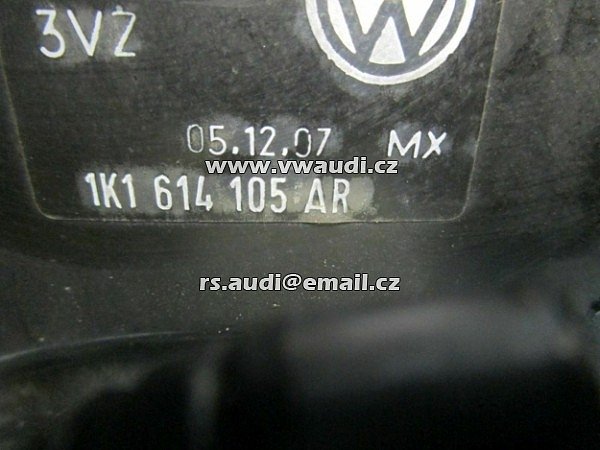 3VZ
05.12.07 MX
www.vwaudi.cz
1K1 614 105 AR
rs.audi@email.cz